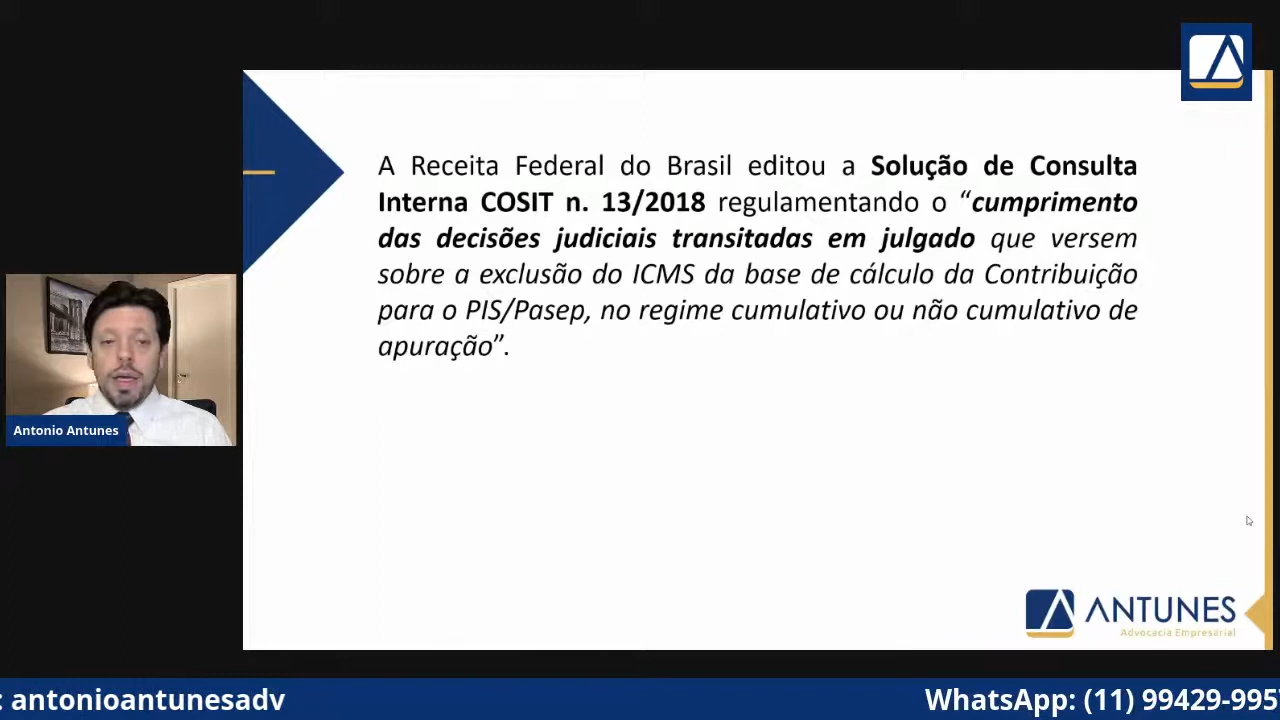 A Receita Federal do Brasil editou a Solução de Consulta
Interna COSIT n. 13/2018 regulamentando o “cumprimento
das decisões judiciais transitadas em julgado que versem
sobre a exclusão do ICMS da base de cálculo da Contribuição
para o PIS/Pasep, no regime cumulativo ou não cumulativo de
apuração”.
Antonio Antunes
ANTUNES
Advocacia Empresarial
: antonioantunesadv
WhatsApp: (11) 99429-995